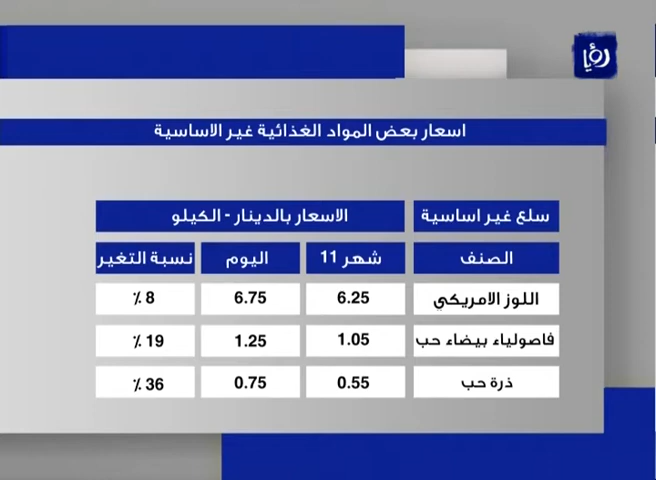 رؤيا
اسعار بعض المواد الغذائية غير الاساسية
سلع غير اساسية الاسعار بالدينار - الكيلو
الصنف شهر 11 اليوم نسبة التغير
اللوز الامريكي 6.25 6.75 8 ٪
فاصولياء بيضاء حب 1.05 1.25 19 ٪
ذرة حب 0.55 0.75 36 ٪